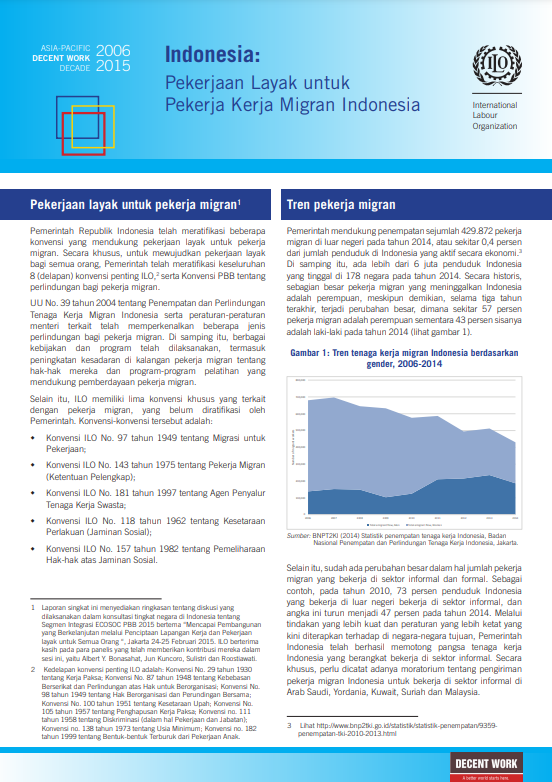 ASIA-PACIFIC
DECENT WORK
DECADE
2006
2015
Indonesia:
Pekerjaan Layak untuk
Pekerja Kerja Migran Indonesia
ILO
International
Labour
Organization
Pekerjaan layak untuk pekerja migran1
Pemerintah Republik Indonesia telah meratifikasi beberapa
konvensi yang mendukung pekerjaan layak untuk pekerja
migran. Secara khusus, untuk mewujudkan pekerjaan layak
bagi semua orang, Pemerintah telah meratifikasi keseluruhan
8 (delapan) konvensi penting ILO,2 serta Konvensi PBB tentang
perlindungan bagi pekerja migran.
UU No. 39 tahun 2004 tentang Penempatan dan Perlindungan
Tenaga Kerja Migran Indonesia serta peraturan-peraturan
menteri terkait telah memperkenalkan beberapa jenis
perlindungan bagi pekerja migran. Di samping itu, berbagai
kebijakan dan program telah dilaksanakan, termasuk
peningkatan kesadaran di kalangan pekerja migran tentang
hak-hak mereka dan program-program pelatihan yang
mendukung pemberdayaan pekerja migran.
Selain itu, ILO memiliki lima konvensi khusus yang terkait
dengan pekerja migran, yang belum diratifikasi oleh
Pemerintah. Konvensi-konvensi tersebut adalah:
◆ Konvensi ILO No. 97 tahun 1949 tentang Migrasi untuk
Pekerjaan;
◆ Konvensi ILO No. 143 tahun 1975 tentang Pekerja Migran
(Ketentuan Pelengkap);
◆ Konvensi ILO No. 181 tahun 1997 tentang Agen Penyalur
Tenaga Kerja Swasta;
◆ Konvensi ILO No. 118 tahun 1962 tentang Kesetaraan
Perlakuan (Jaminan Sosial);
◆ Konvensi ILO No. 157 tahun 1982 tentang Pemeliharaan
Hak-hak atas Jaminan Sosial.
1 Laporan singkat ini menyediakan ringkasan tentang diskusi yang
dilaksanakan dalam konsultasi tingkat negara di Indonesia tentang
Segmen Integrasi ECOSOC PBB 2015 bertema "Mencapai Pembangunan
yang Berkelanjutan melalui Penciptaan Lapangan Kerja dan Pekerjaan
layak untuk Semua Orang", Jakarta 24-25 Februari 2015. ILO berterima
kasih pada para panelis yang telah memberikan kontribusi mereka dalam
sesi ini, yaitu Albert Y. Bonasahat, Jun Kuncoro, Sulistri dan Roostiawati.
2 Kedelapan konvensi penting ILO adalah: Konvensi No. 29 tahun 1930
tentang Kerja Paksa; Konvensi No. 87 tahun 1948 tentang Kebebasan
Berserikat dan Perlindungan atas Hak untuk Berorganisasi; Konvensi No.
98 tahun 1949 tentang Hak Berorganisasi dan Perundingan Bersama;
Konvensi No. 100 tahun 1951 tentang Kesetaraan Upah; Konvensi No.
105 tahun 1957 tentang Penghapusan Kerja Paksa; Konvensi no. 111
tahun 1958 tentang Diskriminasi (dalam hal Pekerjaan dan Jabatan);
Konvensi no. 138 tahun 1973 tentang Usia Minimum; Konvensi no. 182
tahun 1999 tentang Bentuk-bentuk Terburuk dari Pekerjaan Anak.
Tren pekerja migran
Pemerintah mendukung penempatan sejumlah 429.872 pekerja
migran di luar negeri pada tahun 2014, atau sekitar 0,4 persen
dari jumlah penduduk di Indonesia yang aktif secara ekonomi.3
Di samping itu, ada lebih dari 6 juta penduduk Indonesia
yang tinggal di 178 negara pada tahun 2014. Secara historis,
sebagian besar pekerja migran yang meninggalkan Indonesia
adalah perempuan, meskipun demikian, selama tiga tahun
terakhir, terjadi perubahan besar, dimana sekitar 57 persen
pekerja migran adalah perempuan sementara 43 persen sisanya
adalah laki-laki pada tahun 2014 (lihat gambar 1).
Gambar 1: Tren tenaga kerja migran Indonesia berdasarkan
gender, 2006-2014
Sumber: BNPT2KI (2014) Statistik penempatan tenaga kerja Indonesia, Badan
Nasional Penempatan dan Perlindungan Tenaga Kerja Indonesia, Jakarta.
Selain itu, sudah ada perubahan besar dalam hal jumlah pekerja
migran yang bekerja di sektor informal dan formal. Sebagai
contoh, pada tahun 2010, 73 persen penduduk Indonesia
yang bekerja di luar negeri bekerja di sektor informal, dan
angka ini turun menjadi 47 persen pada tahun 2014. Melalui
tindakan yang lebih kuat dan peraturan yang lebih ketat yang
kini diterapkan terhadap di negara-negara tujuan, Pemerintah
Indonesia telah berhasil memotong pangsa tenaga kerja
Indonesia yang berangkat bekerja di sektor informal. Secara
khusus, perlu dicatat adanya moratorium tentang pengiriman
pekerja migran Indonesia untuk bekerja di sektor informal di
Arab Saudi, Yordania, Kuwait, Suriah dan Malaysia.
3 Lihat http://www.bnp2tki.go.id/statistik/statistik-penempatan/9359-
penempatan-tki-2010-2013.html
DECENT WORK
A better world starts here.